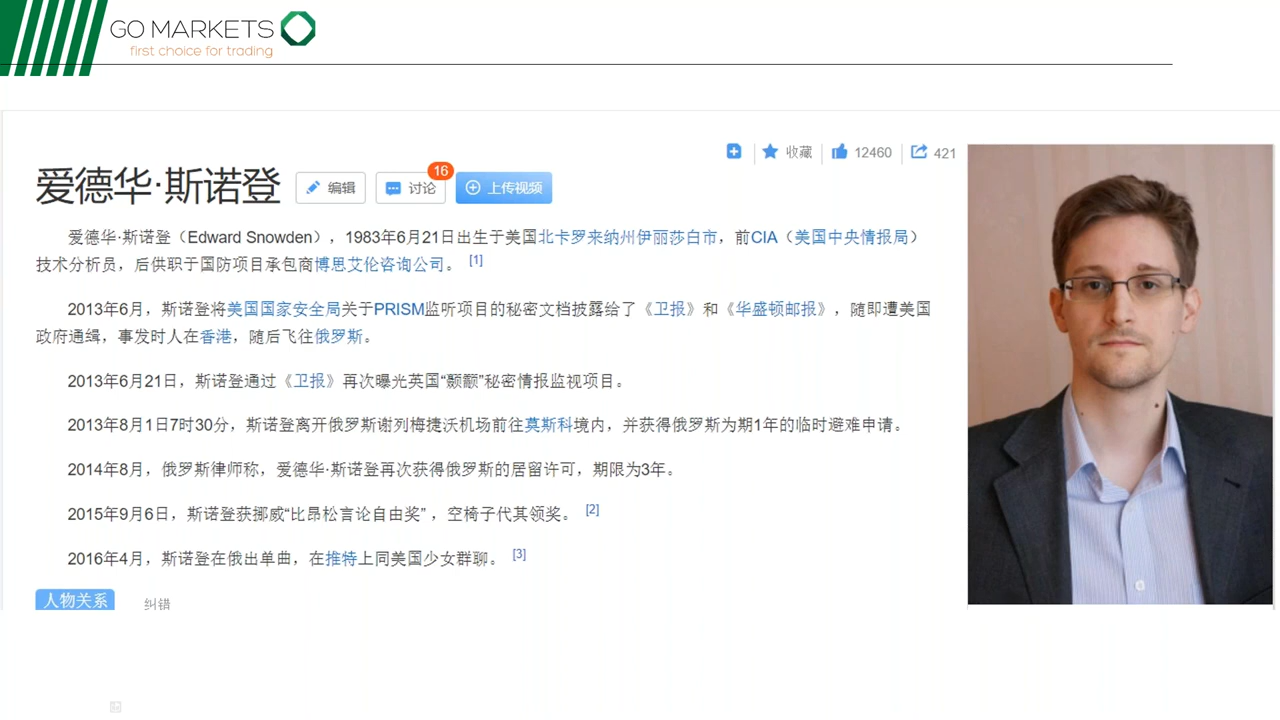 GO MARKETS
first choice for trading
收藏 12460 421
爱德华·斯诺登 编辑 讨论 16 上传视频
爱德华·斯诺登（Edward Snowden），1983年6月21日出生于美国北卡罗来纳州伊丽莎白市，前CIA（美国中央情报局）
技术分析员，后供职于国防项目承包商博思艾伦咨询公司。 [1]
2013年6月，斯诺登将美国国家安全局关于PRISM监听项目的秘密文档披露给了《卫报》和《华盛顿邮报》，随即遭美国
政府通缉，事发时人在香港，随后飞往俄罗斯。
2013年6月21日，斯诺登通过《卫报》再次曝光英国“颞颥”秘密情报监视项目。
2013年8月1日7时30分，斯诺登离开俄罗斯谢列梅捷沃机场前往莫斯科境内，并获得俄罗斯为期1年的临时避难申请。
2014年8月，俄罗斯律师称，爱德华·斯诺登再次获得俄罗斯的居留许可，期限为3年。
2015年9月6日，斯诺登获挪威“比昂松言论自由奖” ，空椅子代其领奖。 [2]
2016年4月，斯诺登在俄出单曲，在推特上同美国少女群聊。 [3]
人物关系 纠错